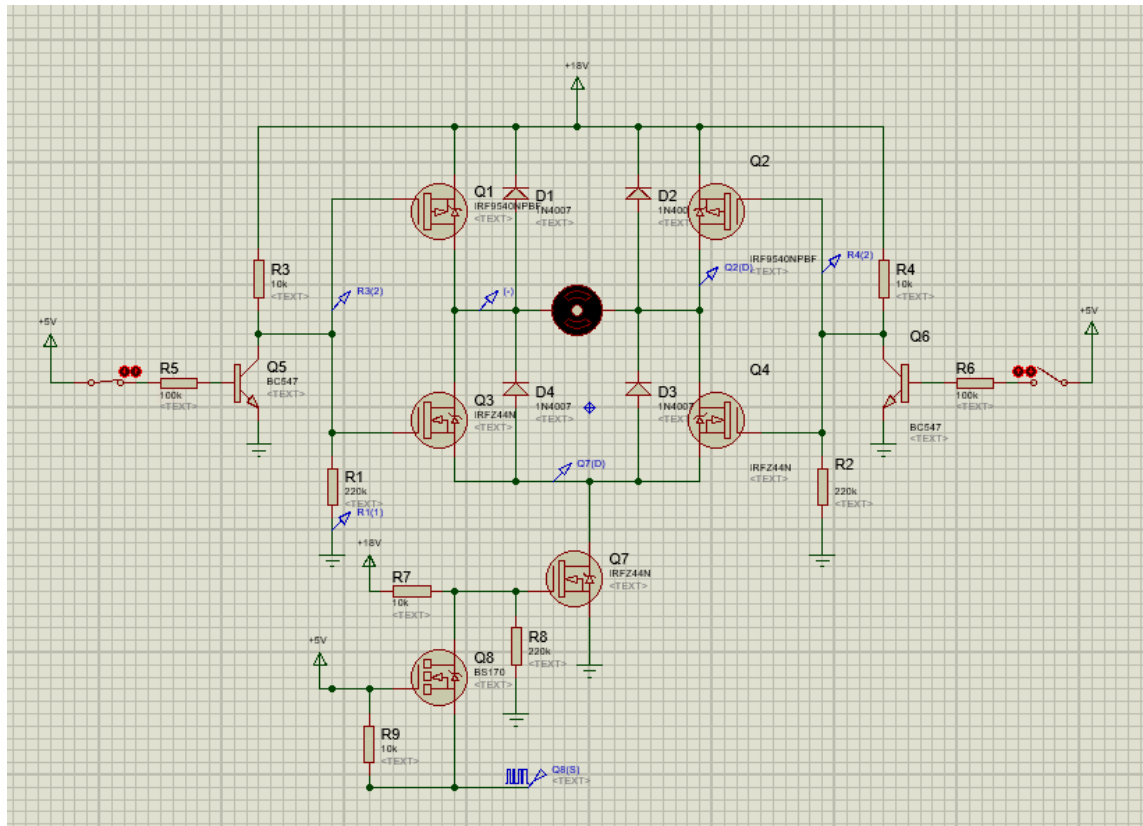 +18V
Q2
Q1
IRF9540NPBF
<TEXT>
D1
1N4007
<TEXT>
D2
1N400
<TEXT>
IRF9540NPBF
<TEXT>
Q2(D)
R4(2)
R3
10k
<TEXT>
R3(2)
(-)
R4
10k
<TEXT>
+5V
+5V
Q6
R5
100k
<TEXT>
Q5
BC547
<TEXT>
Q3
IRFZ44N
<TEXT>
D4
1N4007
<TEXT>
D3
1N4007
<TEXT>
Q4
R6
100k
<TEXT>
BC547
<TEXT>
Q7(D)
IRFZ44N
<TEXT>
R1
220k
<TEXT>
R1(1)
R2
220k
<TEXT>
+18V
R7
10k
<TEXT>
Q7
IRFZ44N
<TEXT>
+5V
R8
220k
<TEXT>
Q8
BS170
<TEXT>
R9
10k
<TEXT>
Q8(S)
<TEXT>